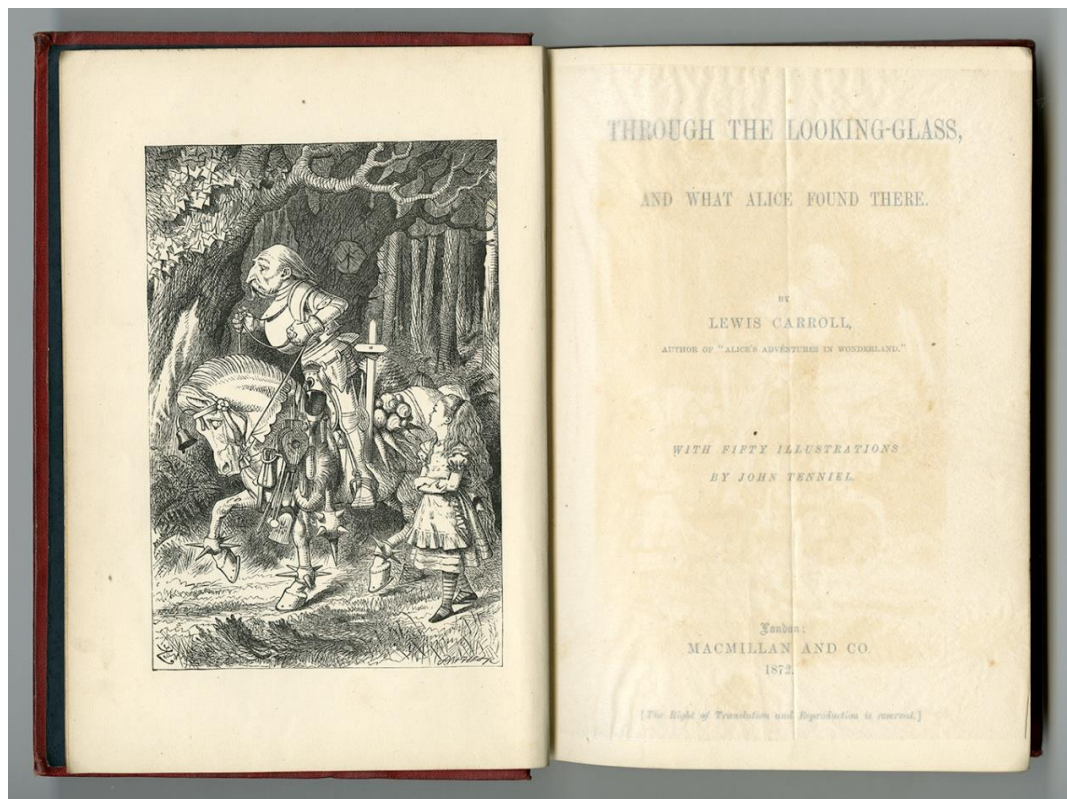 THROUGH THE LOOKING-GLASS,
AND WHAT ALICE FOUND THERE.
BY
LEWIS CARROLL,
AUTHOR OF "ALICE'S ADVENTURES IN WONDERLAND."
WITH FIFTY ILLUSTRATIONS
BY JOHN TENNIEL.
London:
MACMILLAN AND CO.
1872.
[The Right of Translation and Reproduction is reserved.]